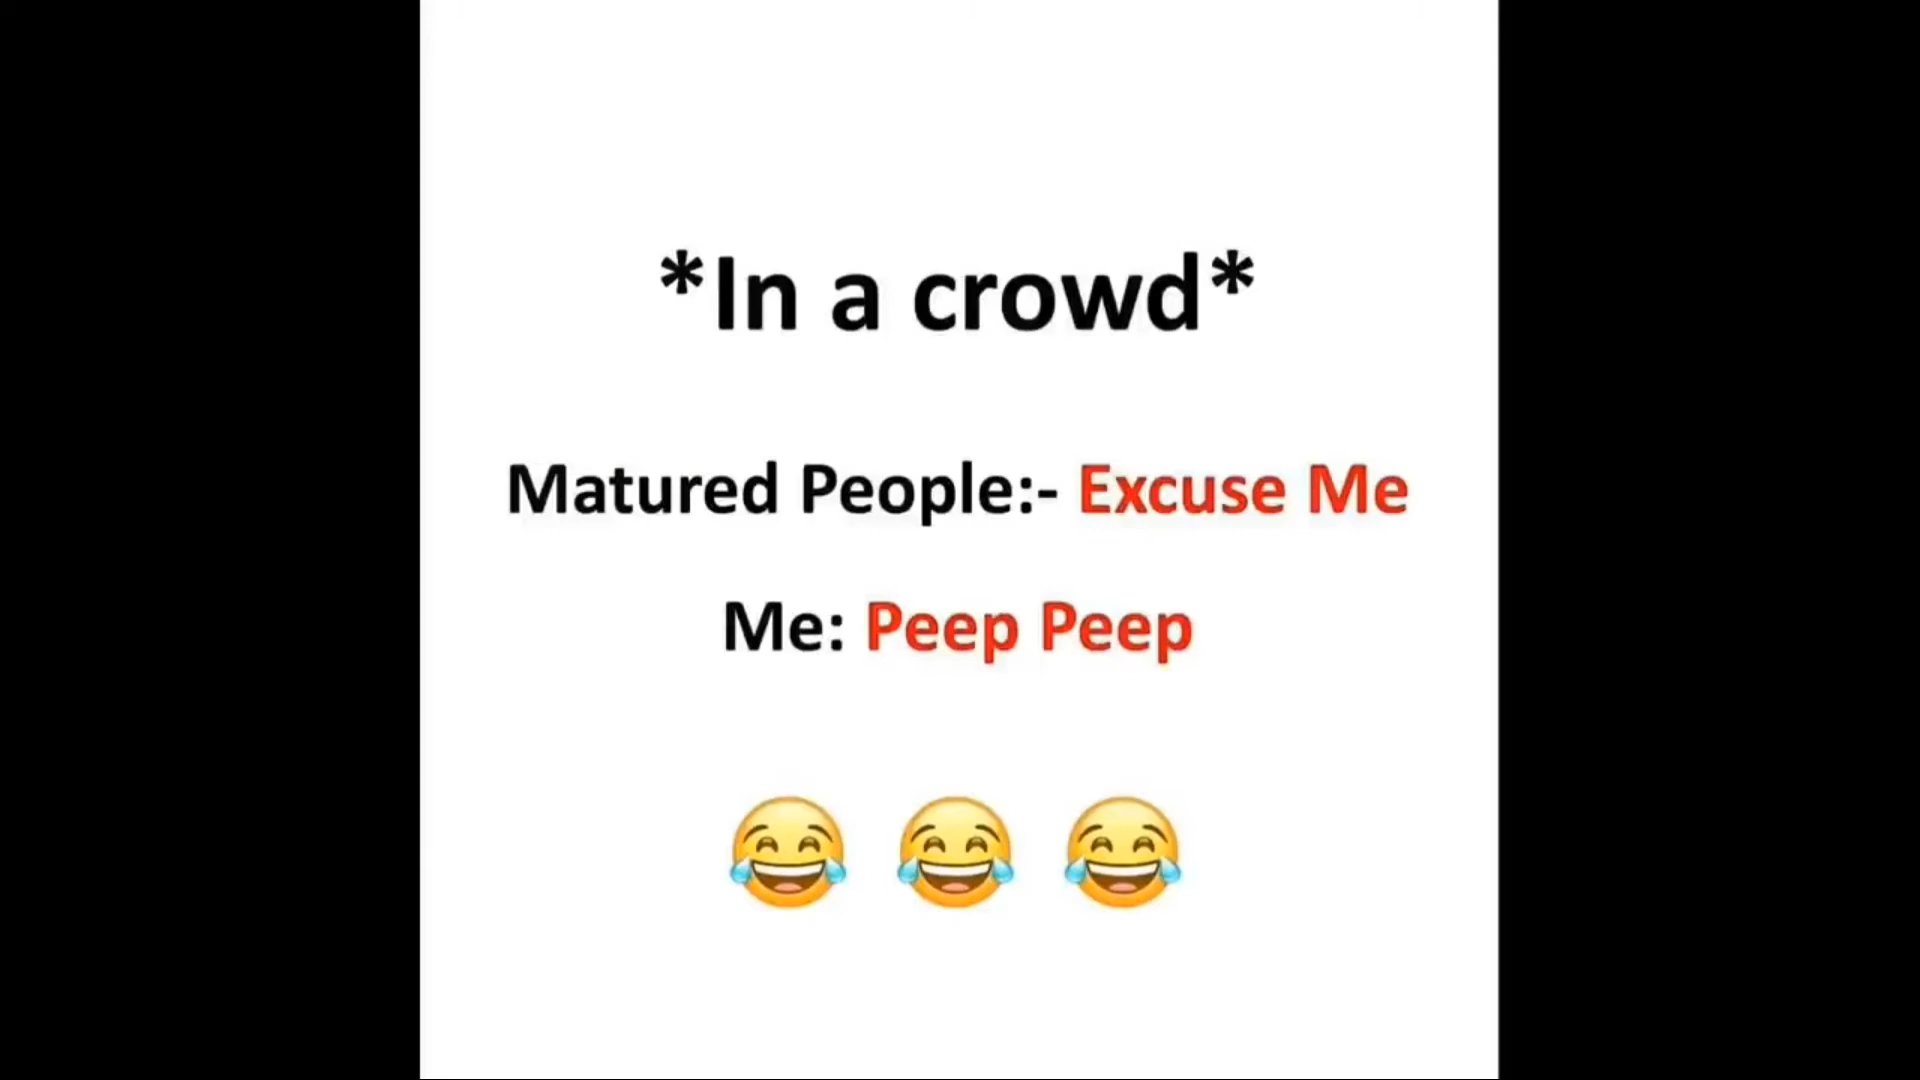 *In a crowd*
Matured People:- Excuse Me
Me: Peep Peep
😂 😂 😂